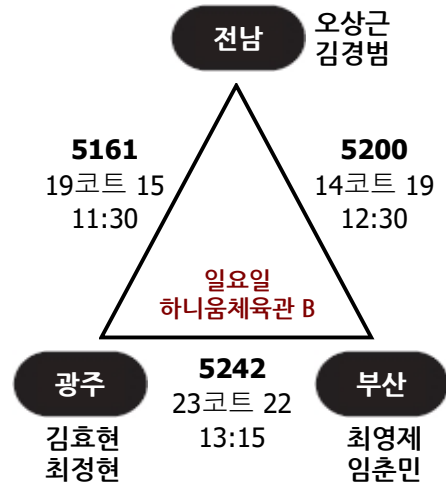 전남
오상근
김경범
5161
19코트 15
11:30
5200
14코트 19
12:30
일요일
하니움체육관 B
광주
김효현
최정현
5242
23코트 22
13:15
부산
최영제
임춘민